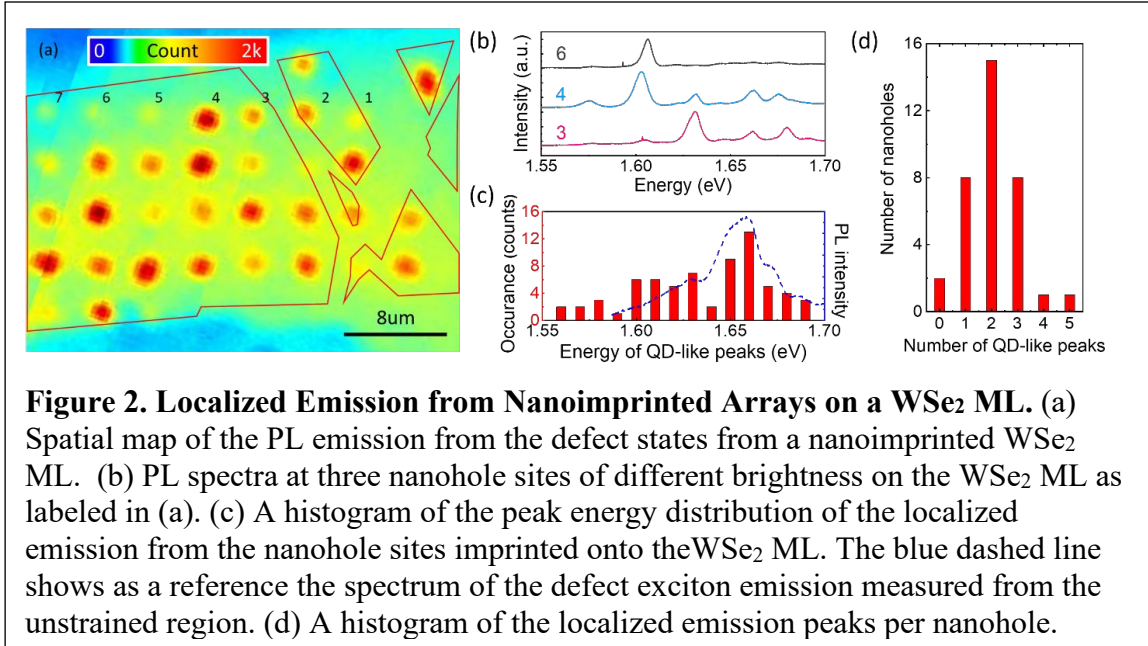 (a)
0 Count 2k
7 6 5 4 3 2 1
8um
(b)
Intensity (a.u.)
6
4
3
1.55 1.60 1.65 1.70
Energy (eV)
(c)
Occurance (counts)
16
12
8
4
0
PL intensity
1.55 1.60 1.65 1.70
Energy of QD-like peaks (eV)
(d)
Number of nanoholes
16
12
8
4
0
0 1 2 3 4 5
Number of QD-like peaks
Figure 2. Localized Emission from Nanoimprinted Arrays on a WSe₂ ML. (a)
Spatial map of the PL emission from the defect states from a nanoimprinted WSe₂
ML. (b) PL spectra at three nanohole sites of different brightness on the WSe₂ ML as
labeled in (a). (c) A histogram of the peak energy distribution of the localized
emission from the nanohole sites imprinted onto theWSe₂ ML. The blue dashed line
shows as a reference the spectrum of the defect exciton emission measured from the
unstrained region. (d) A histogram of the localized emission peaks per nanohole.